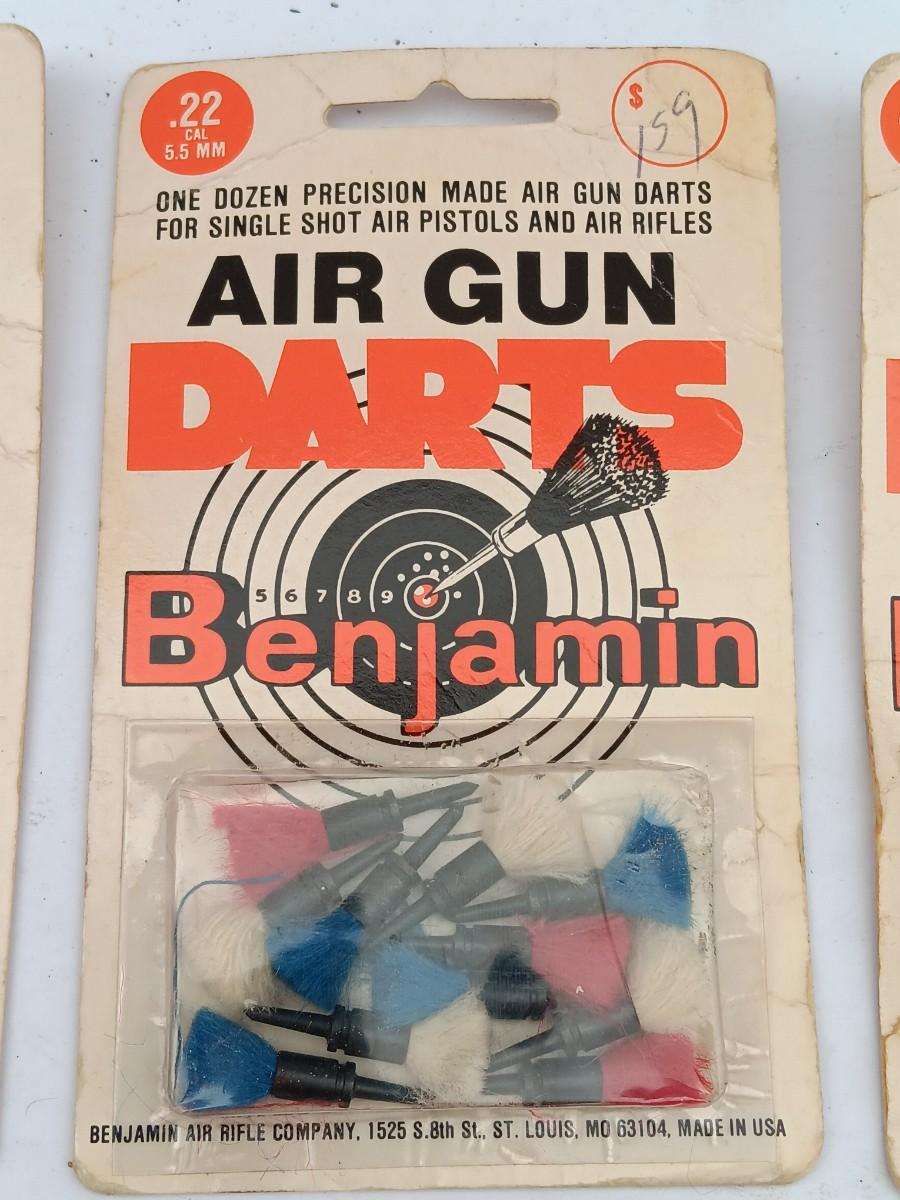 .22
CAL
5.5 MM
$
159
ONE DOZEN PRECISION MADE AIR GUN DARTS
FOR SINGLE SHOT AIR PISTOLS AND AIR RIFLES
AIR GUN
DARTS
5 6 7 8 9
Benjamin
BENJAMIN AIR RIFLE COMPANY, 1525 S.8th St., ST. LOUIS, MO 63104, MADE IN USA